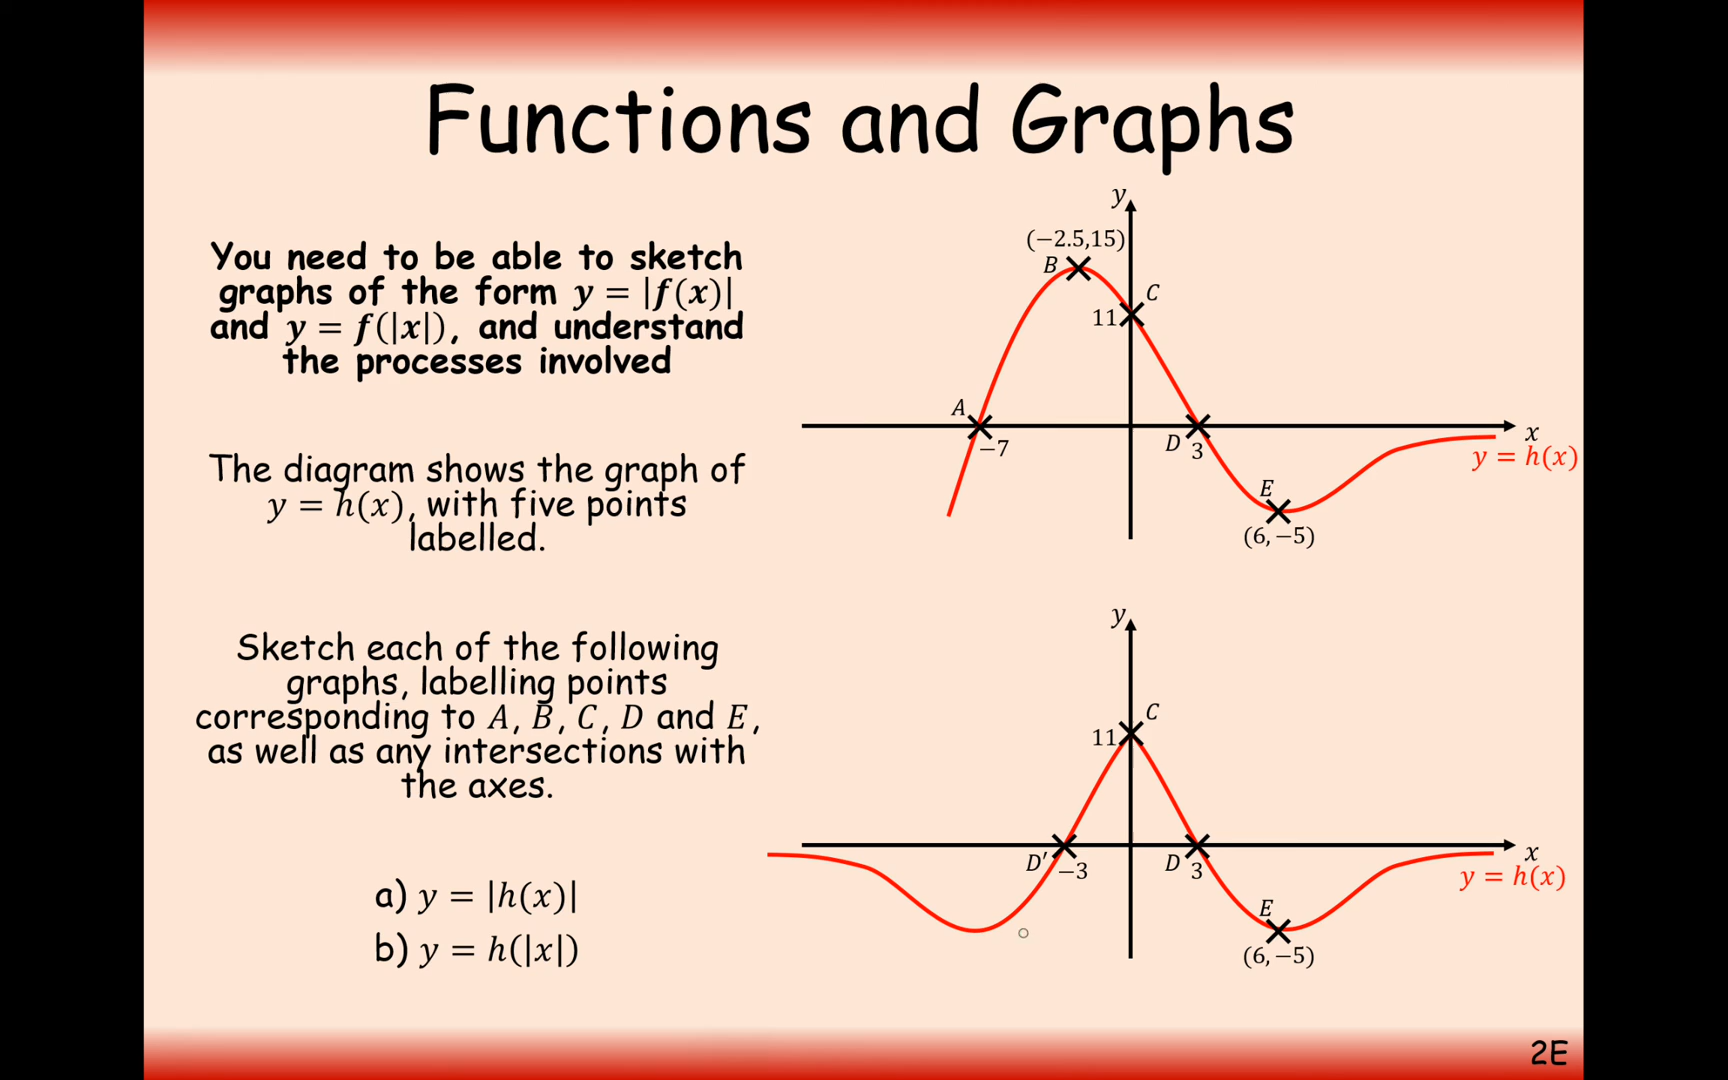 Functions and Graphs
You need to be able to sketch
graphs of the form y = |f(x)|
and y = f(|x|), and understand
the processes involved
The diagram shows the graph of
y = h(x), with five points
labelled.
Sketch each of the following
graphs, labelling points
corresponding to A, B, C, D and E,
as well as any intersections with
the axes.
a) y = |h(x)|
b) y = h(|x|)
y
(−2.5,15)
B
C
11
A
−7
D
3
x
y = h(x)
E
(6, −5)
y
C
11
D′
−3
D
3
x
y = h(x)
E
(6, −5)
2E